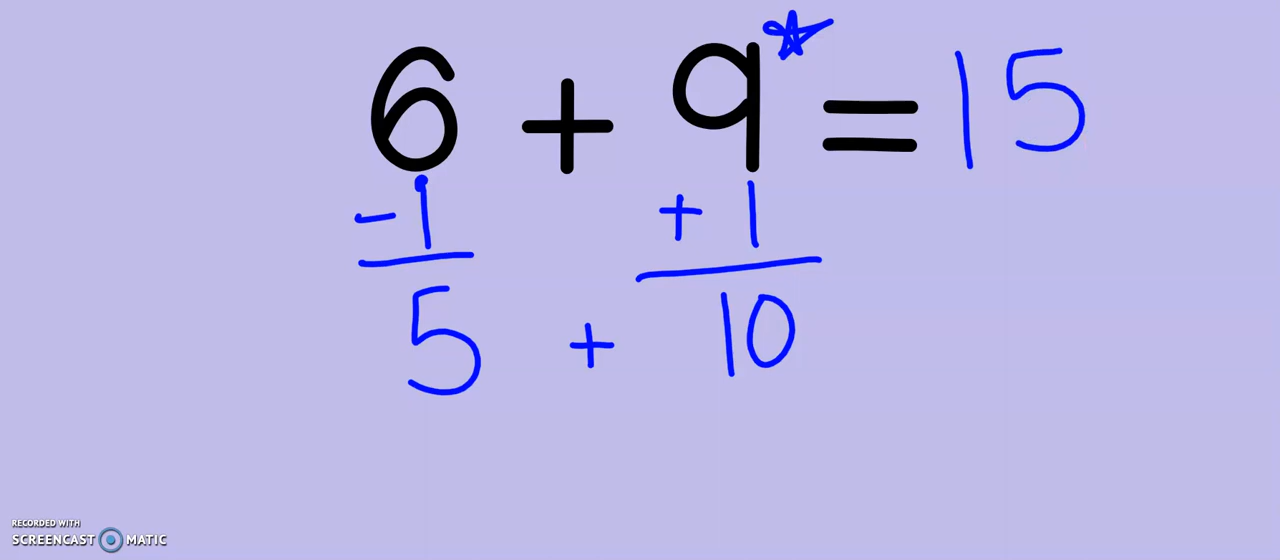 6 + 9 = 15
- 1 + 1
5 + 10
RECORDED WITH
SCREENCAST MATIC